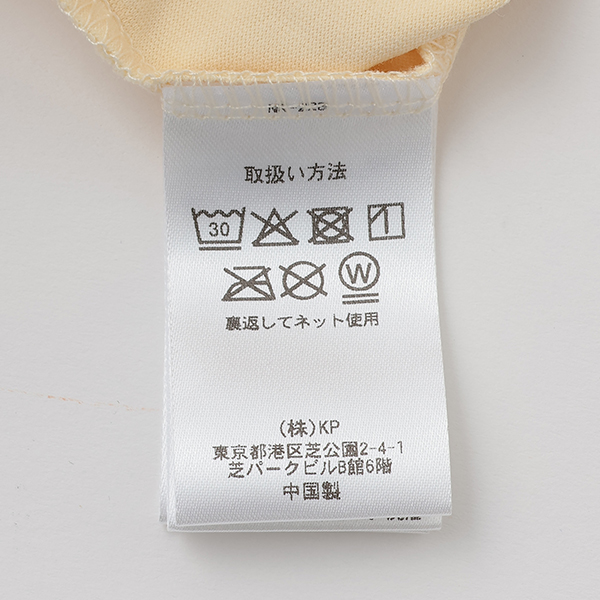 取扱い方法
30
W
裏返してネット使用
(株)KP
東京都港区芝公園2-4-1
芝パークビルB館6階
中国製